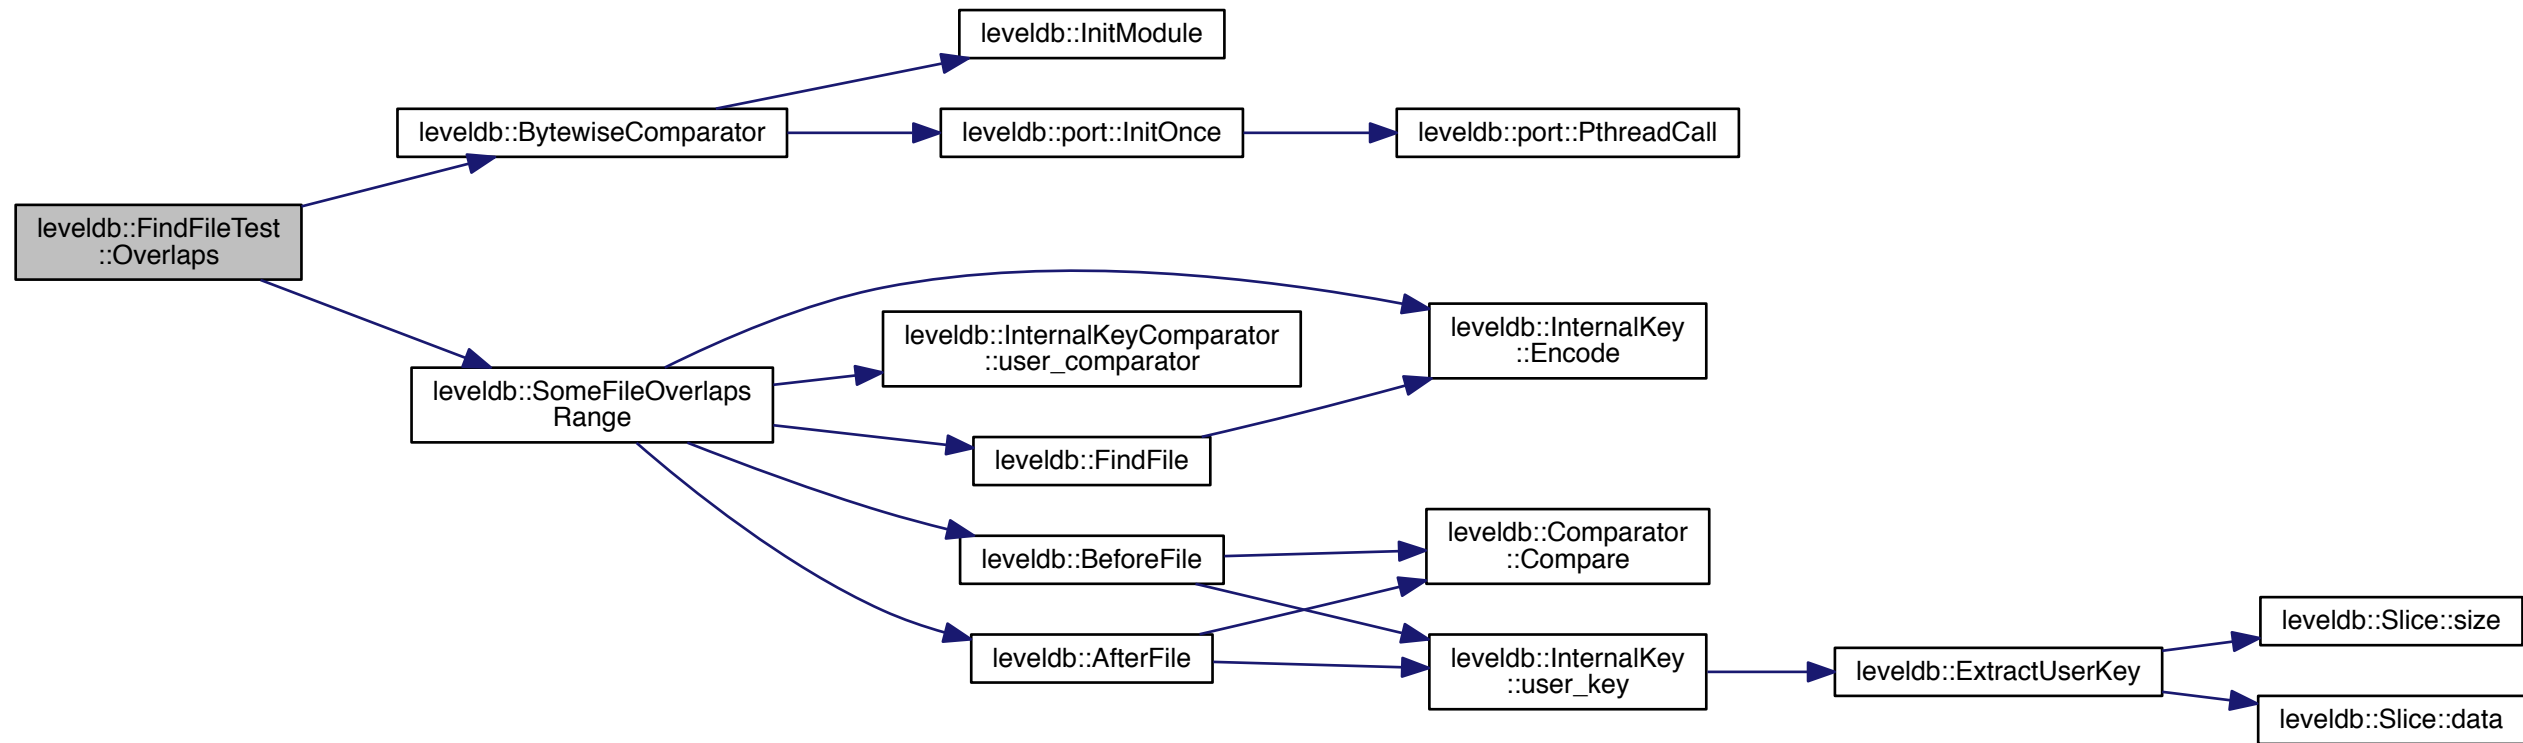 leveldb::InitModule
leveldb::BytewiseComparator
leveldb::port::InitOnce
leveldb::port::PthreadCall
leveldb::FindFileTest
::Overlaps
leveldb::InternalKeyComparator
::user_comparator
leveldb::InternalKey
::Encode
leveldb::SomeFileOverlaps
Range
leveldb::FindFile
leveldb::BeforeFile
leveldb::Comparator
::Compare
leveldb::AfterFile
leveldb::InternalKey
::user_key
leveldb::ExtractUserKey
leveldb::Slice::size
leveldb::Slice::data